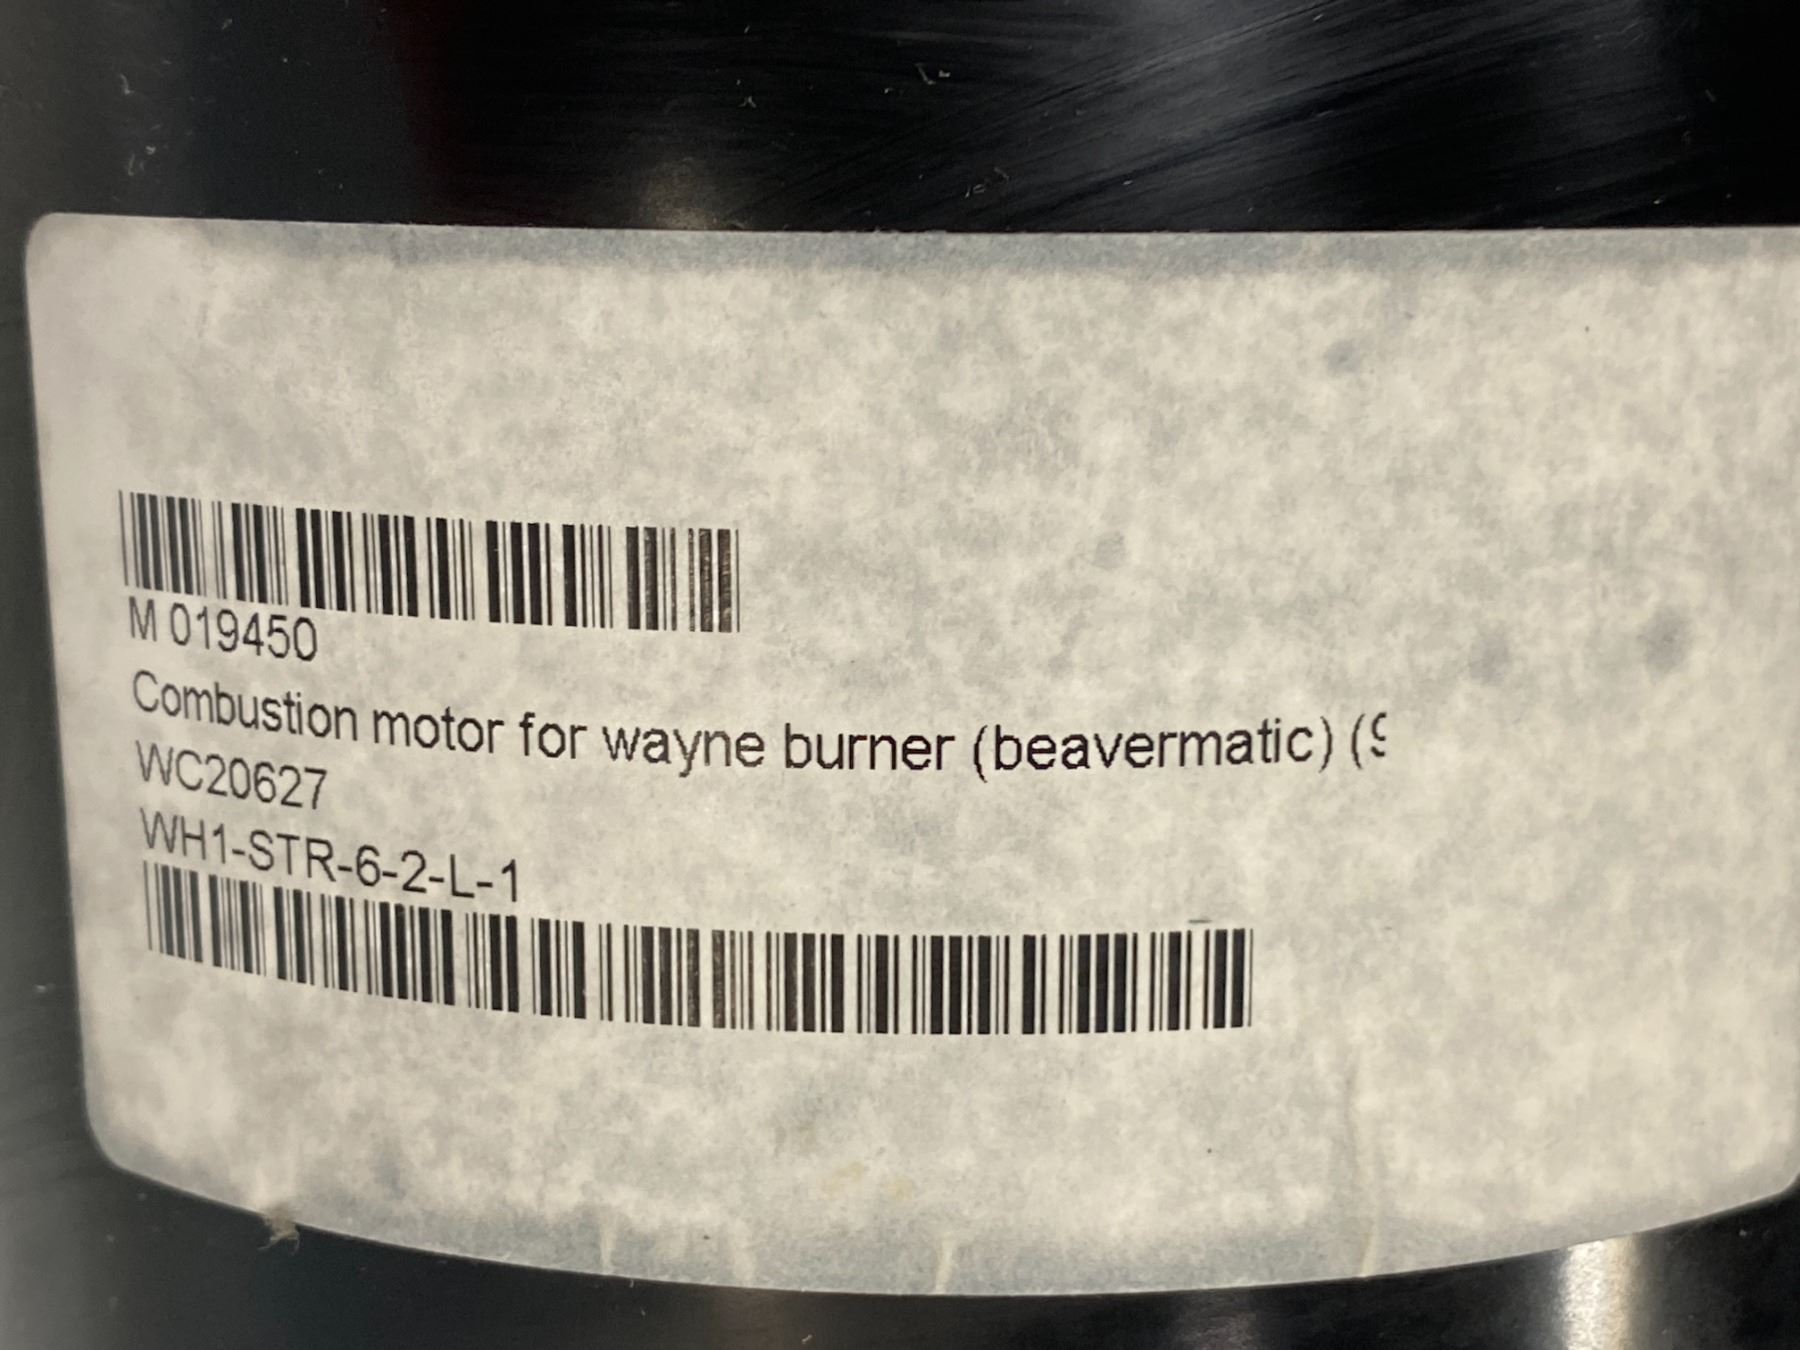 M 019450
Combustion motor for wayne burner (beavermatic) (
WC20627
WH1-STR-6-2-L-1